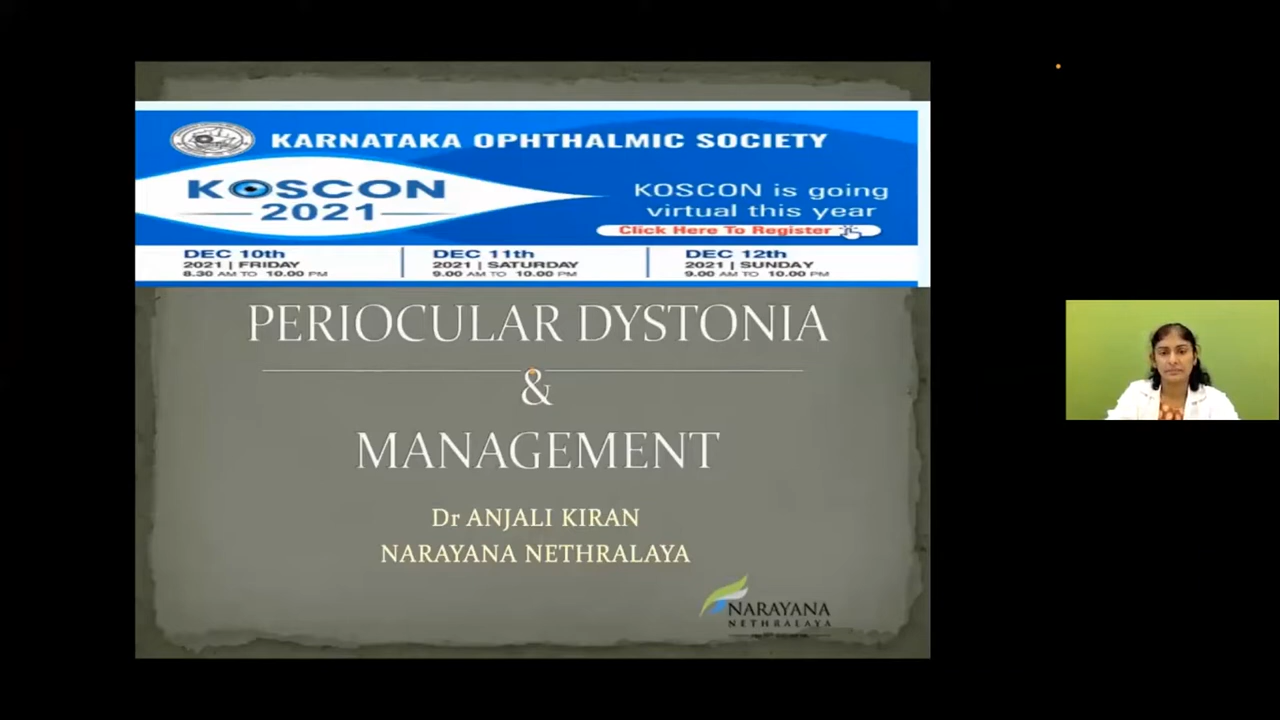 KARNATAKA OPHTHALMIC SOCIETY
KOSCON
2021
KOSCON is going
virtual this year
Click Here To Register
DEC 10th
2021 | FRIDAY
8.30 AM TO 10.00 PM
DEC 11th
2021 | SATURDAY
9.00 AM TO 10.00 PM
DEC 12th
2021 | SUNDAY
9.00 AM TO 10.00 PM
PERIOCULAR DYSTONIA
&
MANAGEMENT
Dr ANJALI KIRAN
NARAYANA NETHRALAYA
NARAYANA
NETHRALAYA